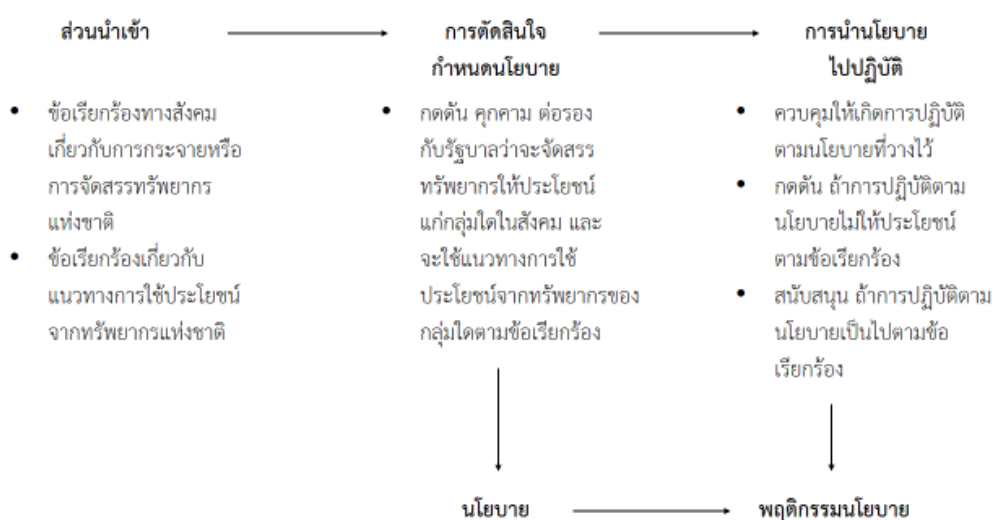 ส่วนนำเข้า
การตัดสินใจ
กำหนดนโยบาย
การนำนโยบาย
ไปปฏิบัติ
• ข้อเรียกร้องทางสังคม
เกี่ยวกับการกระจายหรือ
การจัดสรรทรัพยากร
แห่งชาติ
• ข้อเรียกร้องเกี่ยวกับ
แนวทางการใช้ประโยชน์
จากทรัพยากรแห่งชาติ
• กดดัน คุกคาม ต่อรอง
กับรัฐบาลว่าจะจัดสรร
ทรัพยากรให้ประโยชน์
แก่กลุ่มใดในสังคม และ
จะใช้แนวทางการใช้
ประโยชน์จากทรัพยากรของ
กลุ่มใดตามข้อเรียกร้อง
• ควบคุมให้เกิดการปฏิบัติ
ตามนโยบายที่วางไว้
• กดดัน ถ้าการปฏิบัติตาม
นโยบายไม่ให้ประโยชน์
ตามข้อเรียกร้อง
• สนับสนุน ถ้าการปฏิบัติตาม
นโยบายเป็นไปตามข้อ
เรียกร้อง
นโยบาย
พฤติกรรมนโยบาย